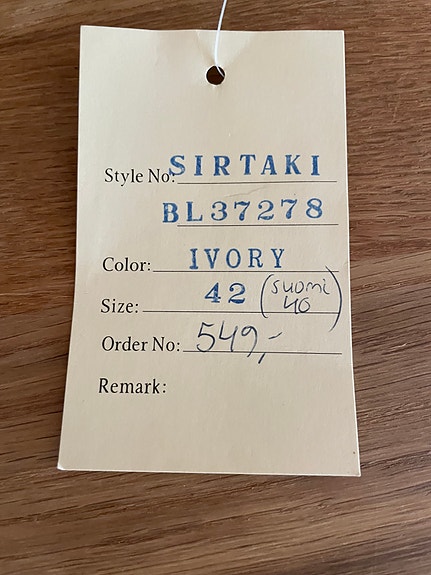 Style No: SIRTAKI
BL37278
Color: IVORY
Size: 42 (suomi
40)
Order No: 549,-
Remark: